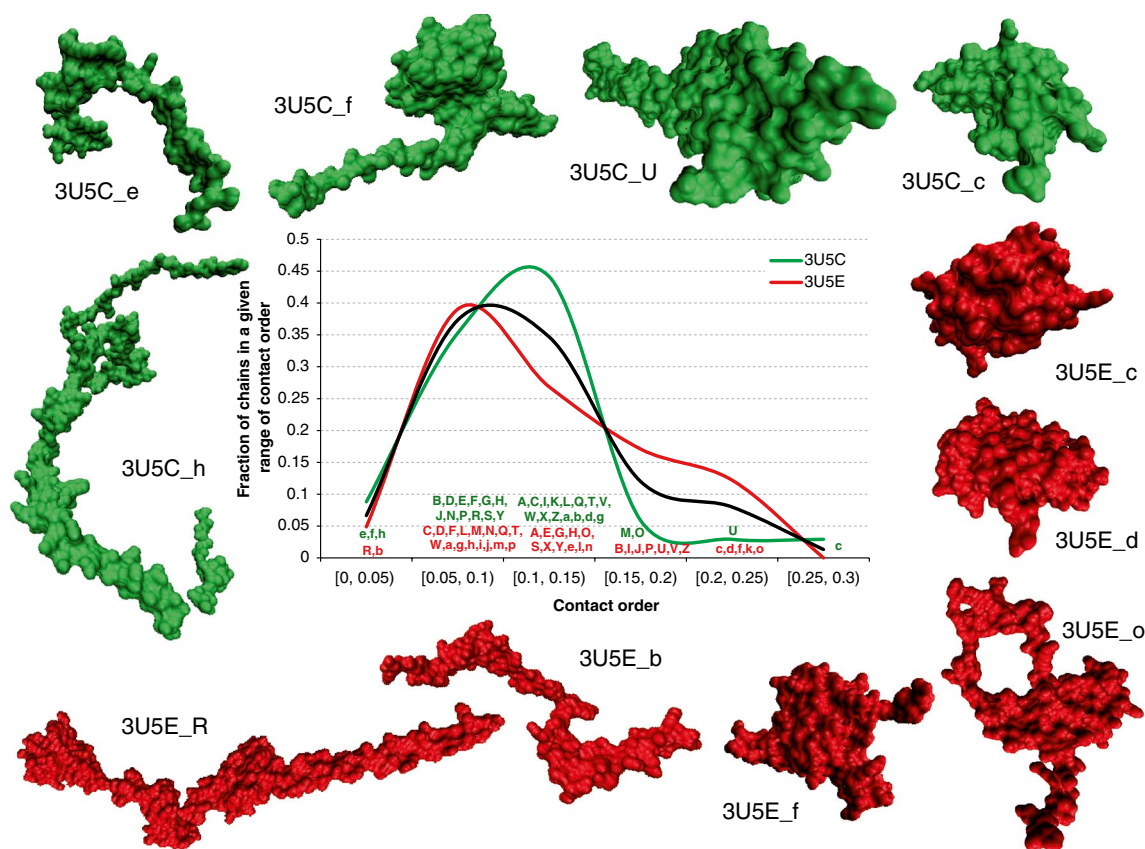 3U5C_e
3U5C_f
3U5C_U
3U5C_c
3U5C_h
3U5E_c
3U5E_d
3U5E_o
3U5E_b
3U5E_R
3U5E_f
Fraction of chains in a given
range of contact order
0.5
0.45
0.4
0.35
0.3
0.25
0.2
0.15
0.1
0.05
0
3U5C
3U5E
e,f,h
R,b
B,D,E,F,G,H,
J,N,P,R,S,Y
C,D,F,L,M,N,Q,T,
W,a,g,h,i,j,m,p
A,C,I,K,L,Q,T,V,
W,X,Z,a,b,d,g
A,E,G,H,O,
S,X,Y,e,l,n
M,O
B,I,J,P,U,V,Z
U
c,d,f,k,o
c
[0, 0.05) [0.05, 0.1) [0.1, 0.15) [0.15, 0.2) [0.2, 0.25) [0.25, 0.3)
Contact order